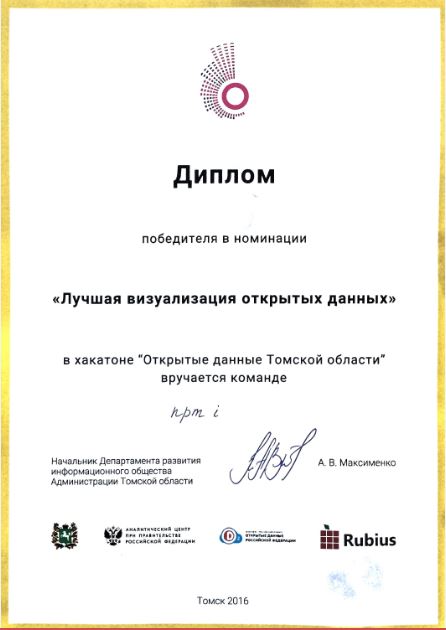 Диплом
победителя в номинации
«Лучшая визуализация открытых данных»
в хакатоне “Открытые данные Томской области”
вручается команде
npm i
Начальник Департамента развития
информационного общества
Администрации Томской области
А. В. Максименко
АНАЛИТИЧЕСКИЙ ЦЕНТР
ПРИ ПРАВИТЕЛЬСТВЕ
РОССИЙСКОЙ ФЕДЕРАЦИИ
ОТКРЫТЫЕ ДАННЫЕ
РОССИЙСКОЙ ФЕДЕРАЦИИ
Rubius
Томск 2016